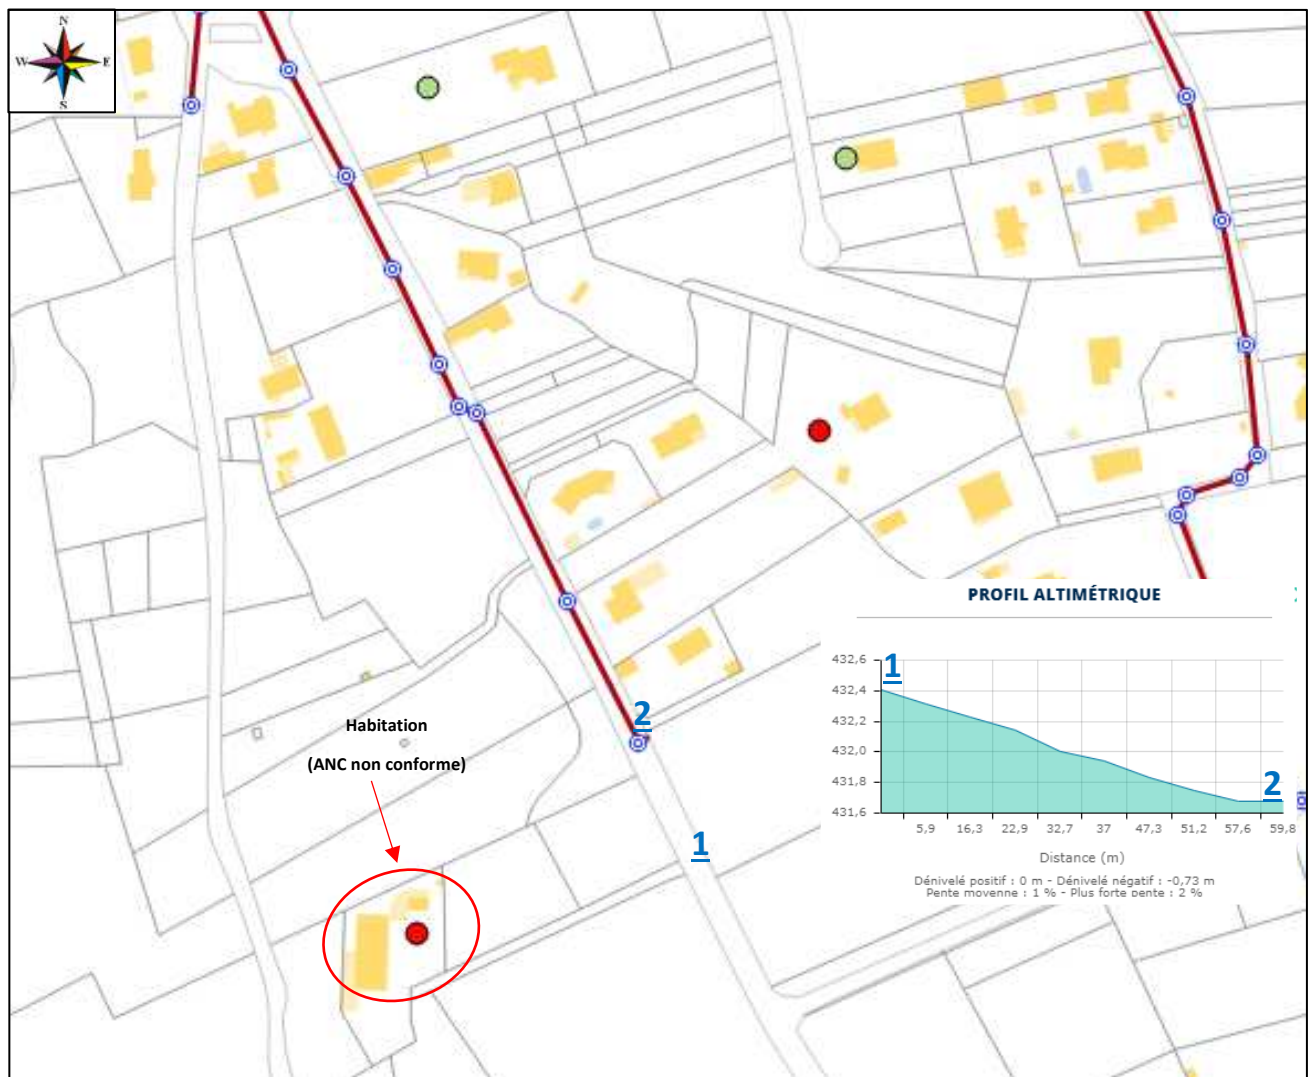 N
W E
S
PROFIL ALTIMÉTRIQUE
432,6
432,4
432,2
432,0
431,8
431,6
1
2
5,9 16,3 22,9 32,7 37 47,3 51,2 57,6 59,8
Distance (m)
Dénivelé positif : 0 m - Dénivelé négatif : -0,73 m
Pente moyenne : 1 % - Plus forte pente : 2 %
2
Habitation
(ANC non conforme)
1